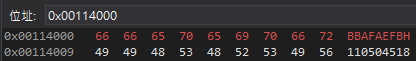 位址: 0x00114000
0x00114000 66 66 65 70 65 69 70 66 72 BBAFAEFBH
0x00114009 49 49 48 53 48 52 53 49 56 110504518